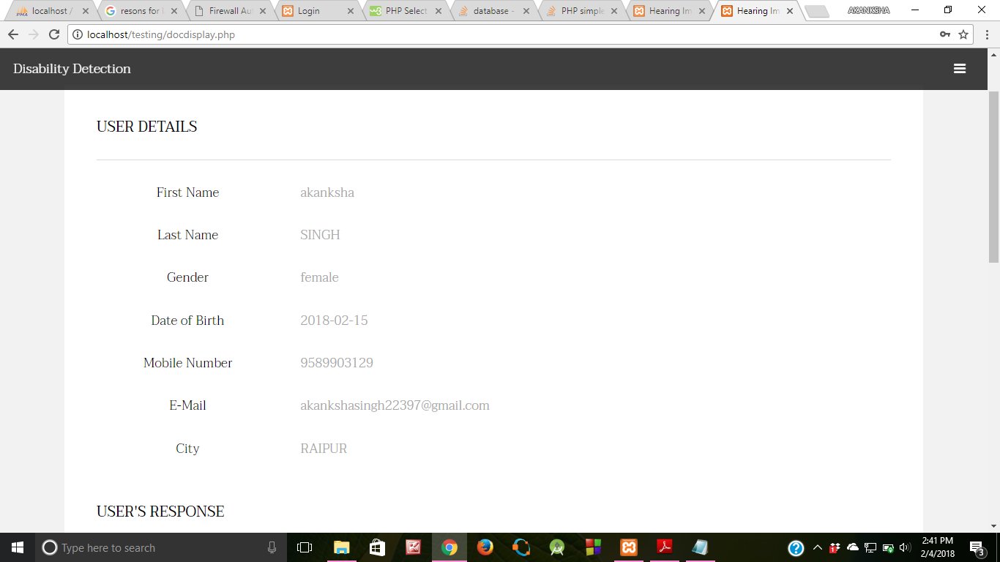 localhost / resons for Firewall Aut Login PHP Select database - PHP simple Hearing Im Hearing Im AKANKSHA
localhost/testing/docdisplay.php
Disability Detection
USER DETAILS
First Name akanksha
Last Name SINGH
Gender female
Date of Birth 2018-02-15
Mobile Number 9589903129
E-Mail akankshasingh22397@gmail.com
City RAIPUR
USER'S RESPONSE
Type here to search
2:41 PM
2/4/2018
3